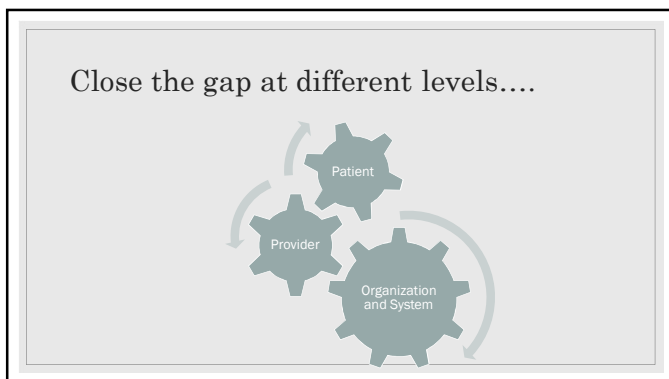 Close the gap at different levels….
Patient
Provider
Organization
and System